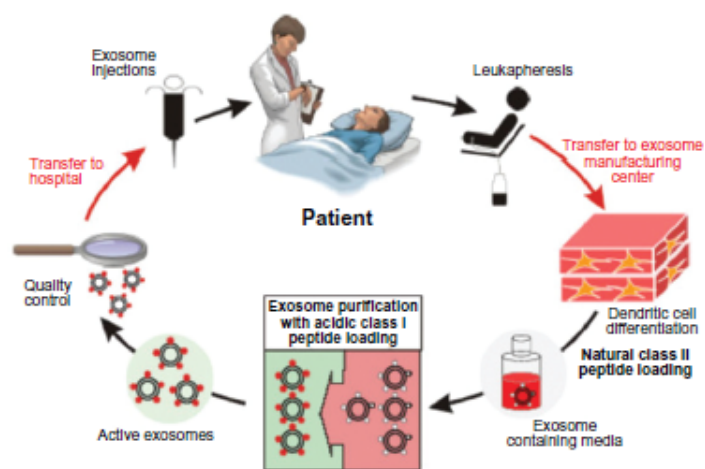 Exosome
injections
Leukapheresis
Transfer to
hospital
Transfer to exosome
manufacturing
center
Patient
Quality
control
Exosome purification
with acidic class I
peptide loading
Dendritic cell
differentiation
Natural class II
peptide loading
Active exosomes
Exosome
containing media